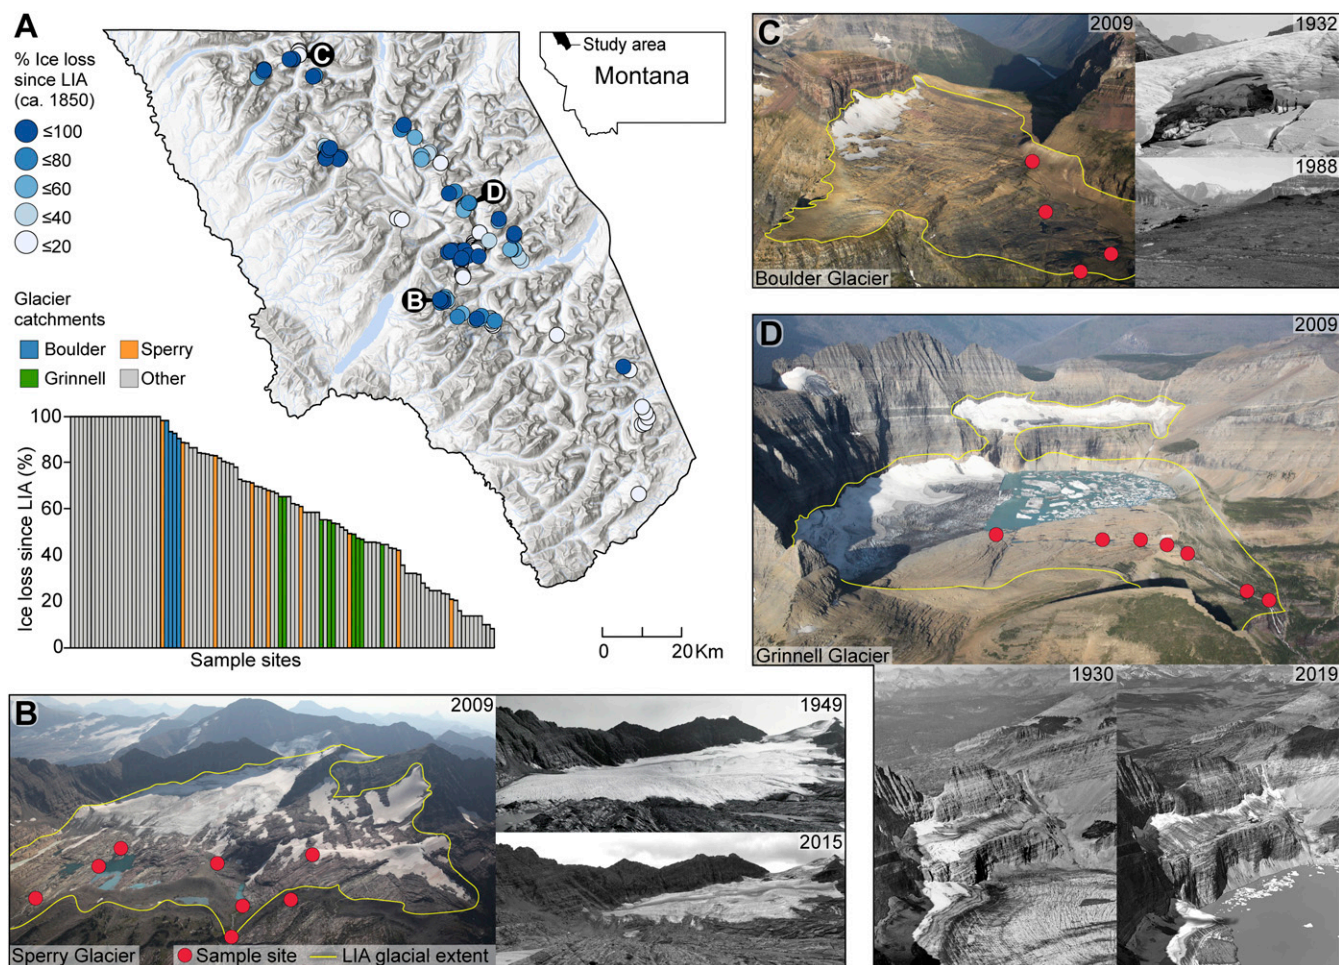 A
% Ice loss
since LIA
(ca. 1850)
≤100
≤80
≤60
≤40
≤20
Glacier
catchments
Boulder
Sperry
Grinnell
Other
C
D
B
Study area
Montana
0
20 Km
Ice loss since LIA (%)
100
80
60
40
20
0
Sample sites
B
2009
Sperry Glacier
Sample site
LIA glacial extent
1949
2015
C
2009
Boulder Glacier
1932
1988
D
2009
Grinnell Glacier
1930
2019